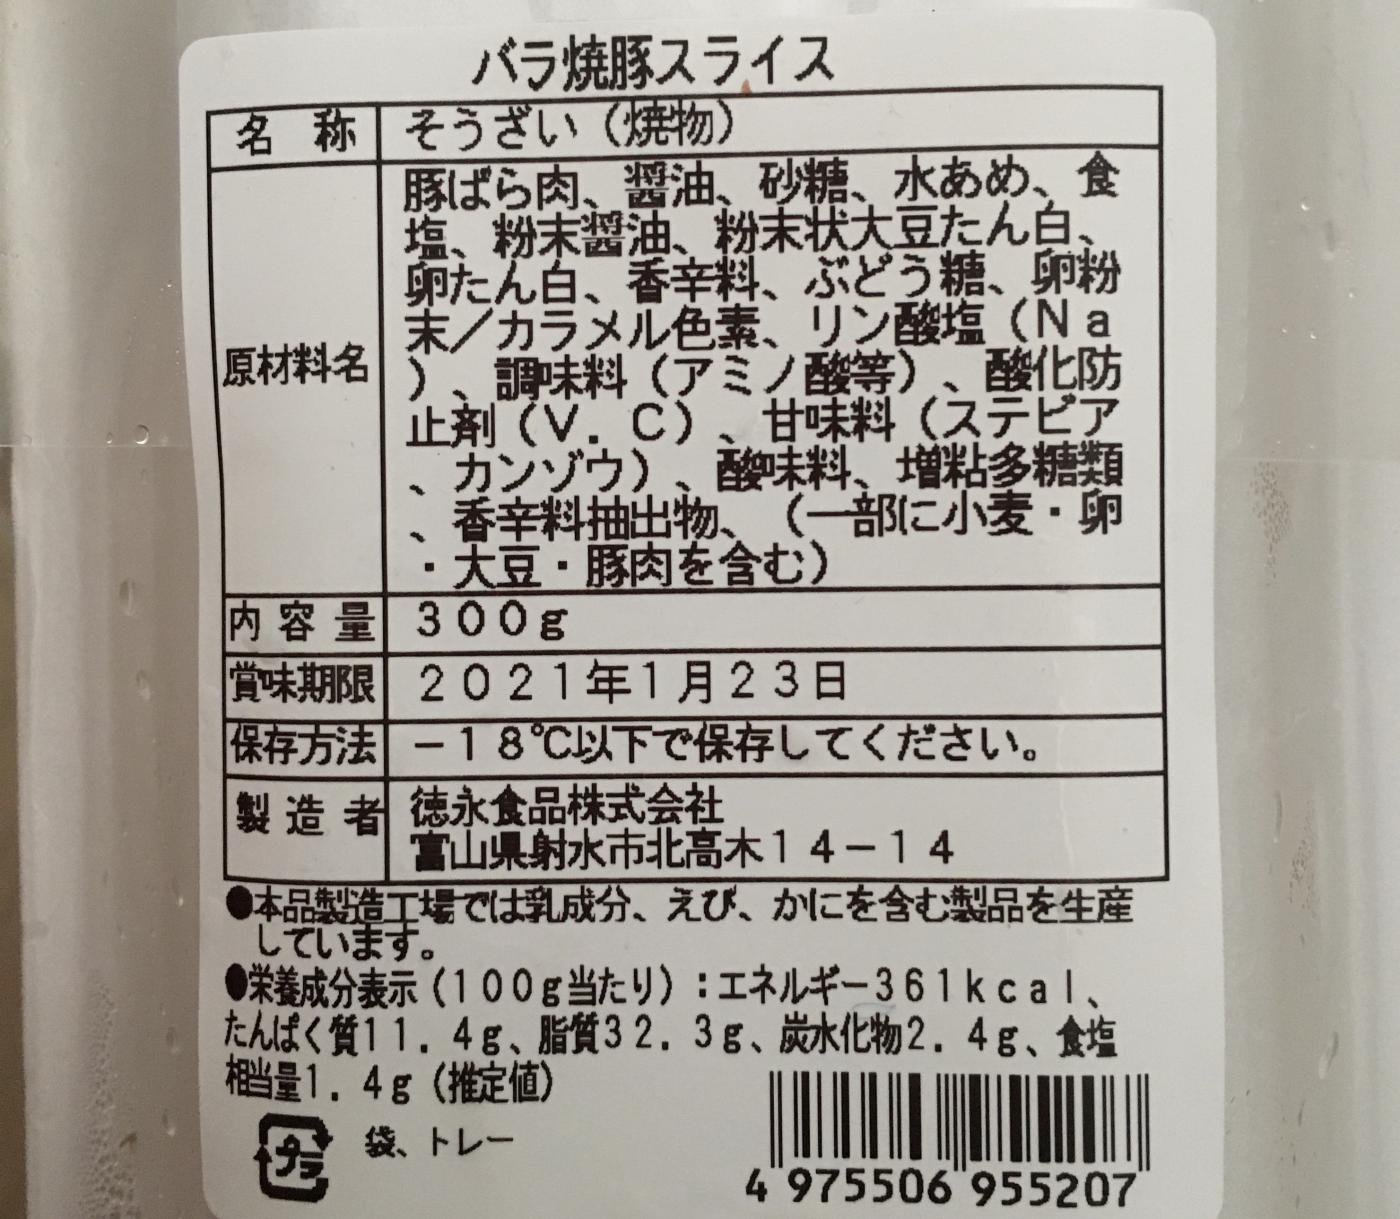 バラ焼豚スライス
名称 そうざい（焼物）
豚ばら肉、醤油、砂糖、水あめ、食
塩、粉末醤油、粉末状大豆たん白、
卵たん白、香辛料、ぶどう糖、卵粉
末／カラメル色素、リン酸塩（Ｎａ
原材料名 ）、調味料（アミノ酸等）、酸化防
止剤（Ｖ．Ｃ）、甘味料（ステビア
、カンゾウ）、酸味料、増粘多糖類
、香辛料抽出物、（一部に小麦・卵
・大豆・豚肉を含む）
内容量 ３００ｇ
賞味期限 ２０２１年１月２３日
保存方法 －１８℃以下で保存してください。
製造者 徳永食品株式会社
富山県射水市北高木１４－１４
●本品製造工場では乳成分、えび、かにを含む製品を生産
しています。
●栄養成分表示（１００ｇ当たり）：エネルギー３６１ｋｃａｌ、
たんぱく質１１．４ｇ、脂質３２．３ｇ、炭水化物２．４ｇ、食塩
相当量１．４ｇ（推定値）
プラ 袋、トレー
4 975506 955207